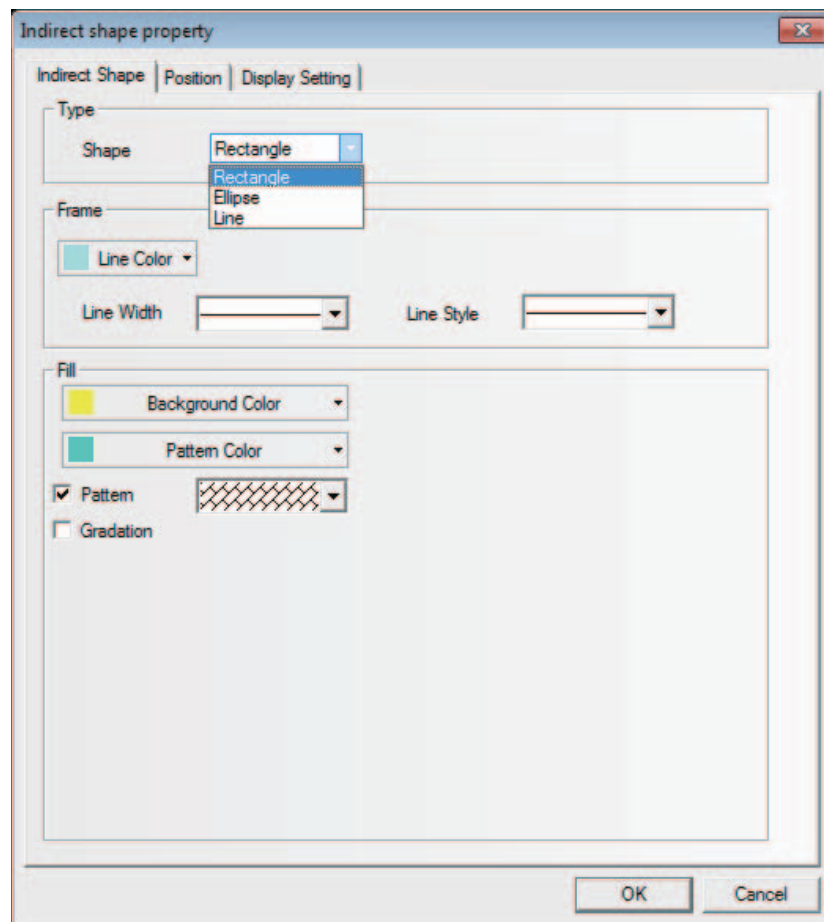 Indirect shape property
Indirect Shape Position Display Setting
Type
Shape Rectangle
Rectangle
Ellipse
Line
Frame
Line Color
Line Width Line Style
Fill
Background Color
Pattern Color
Pattern
Gradation
OK Cancel